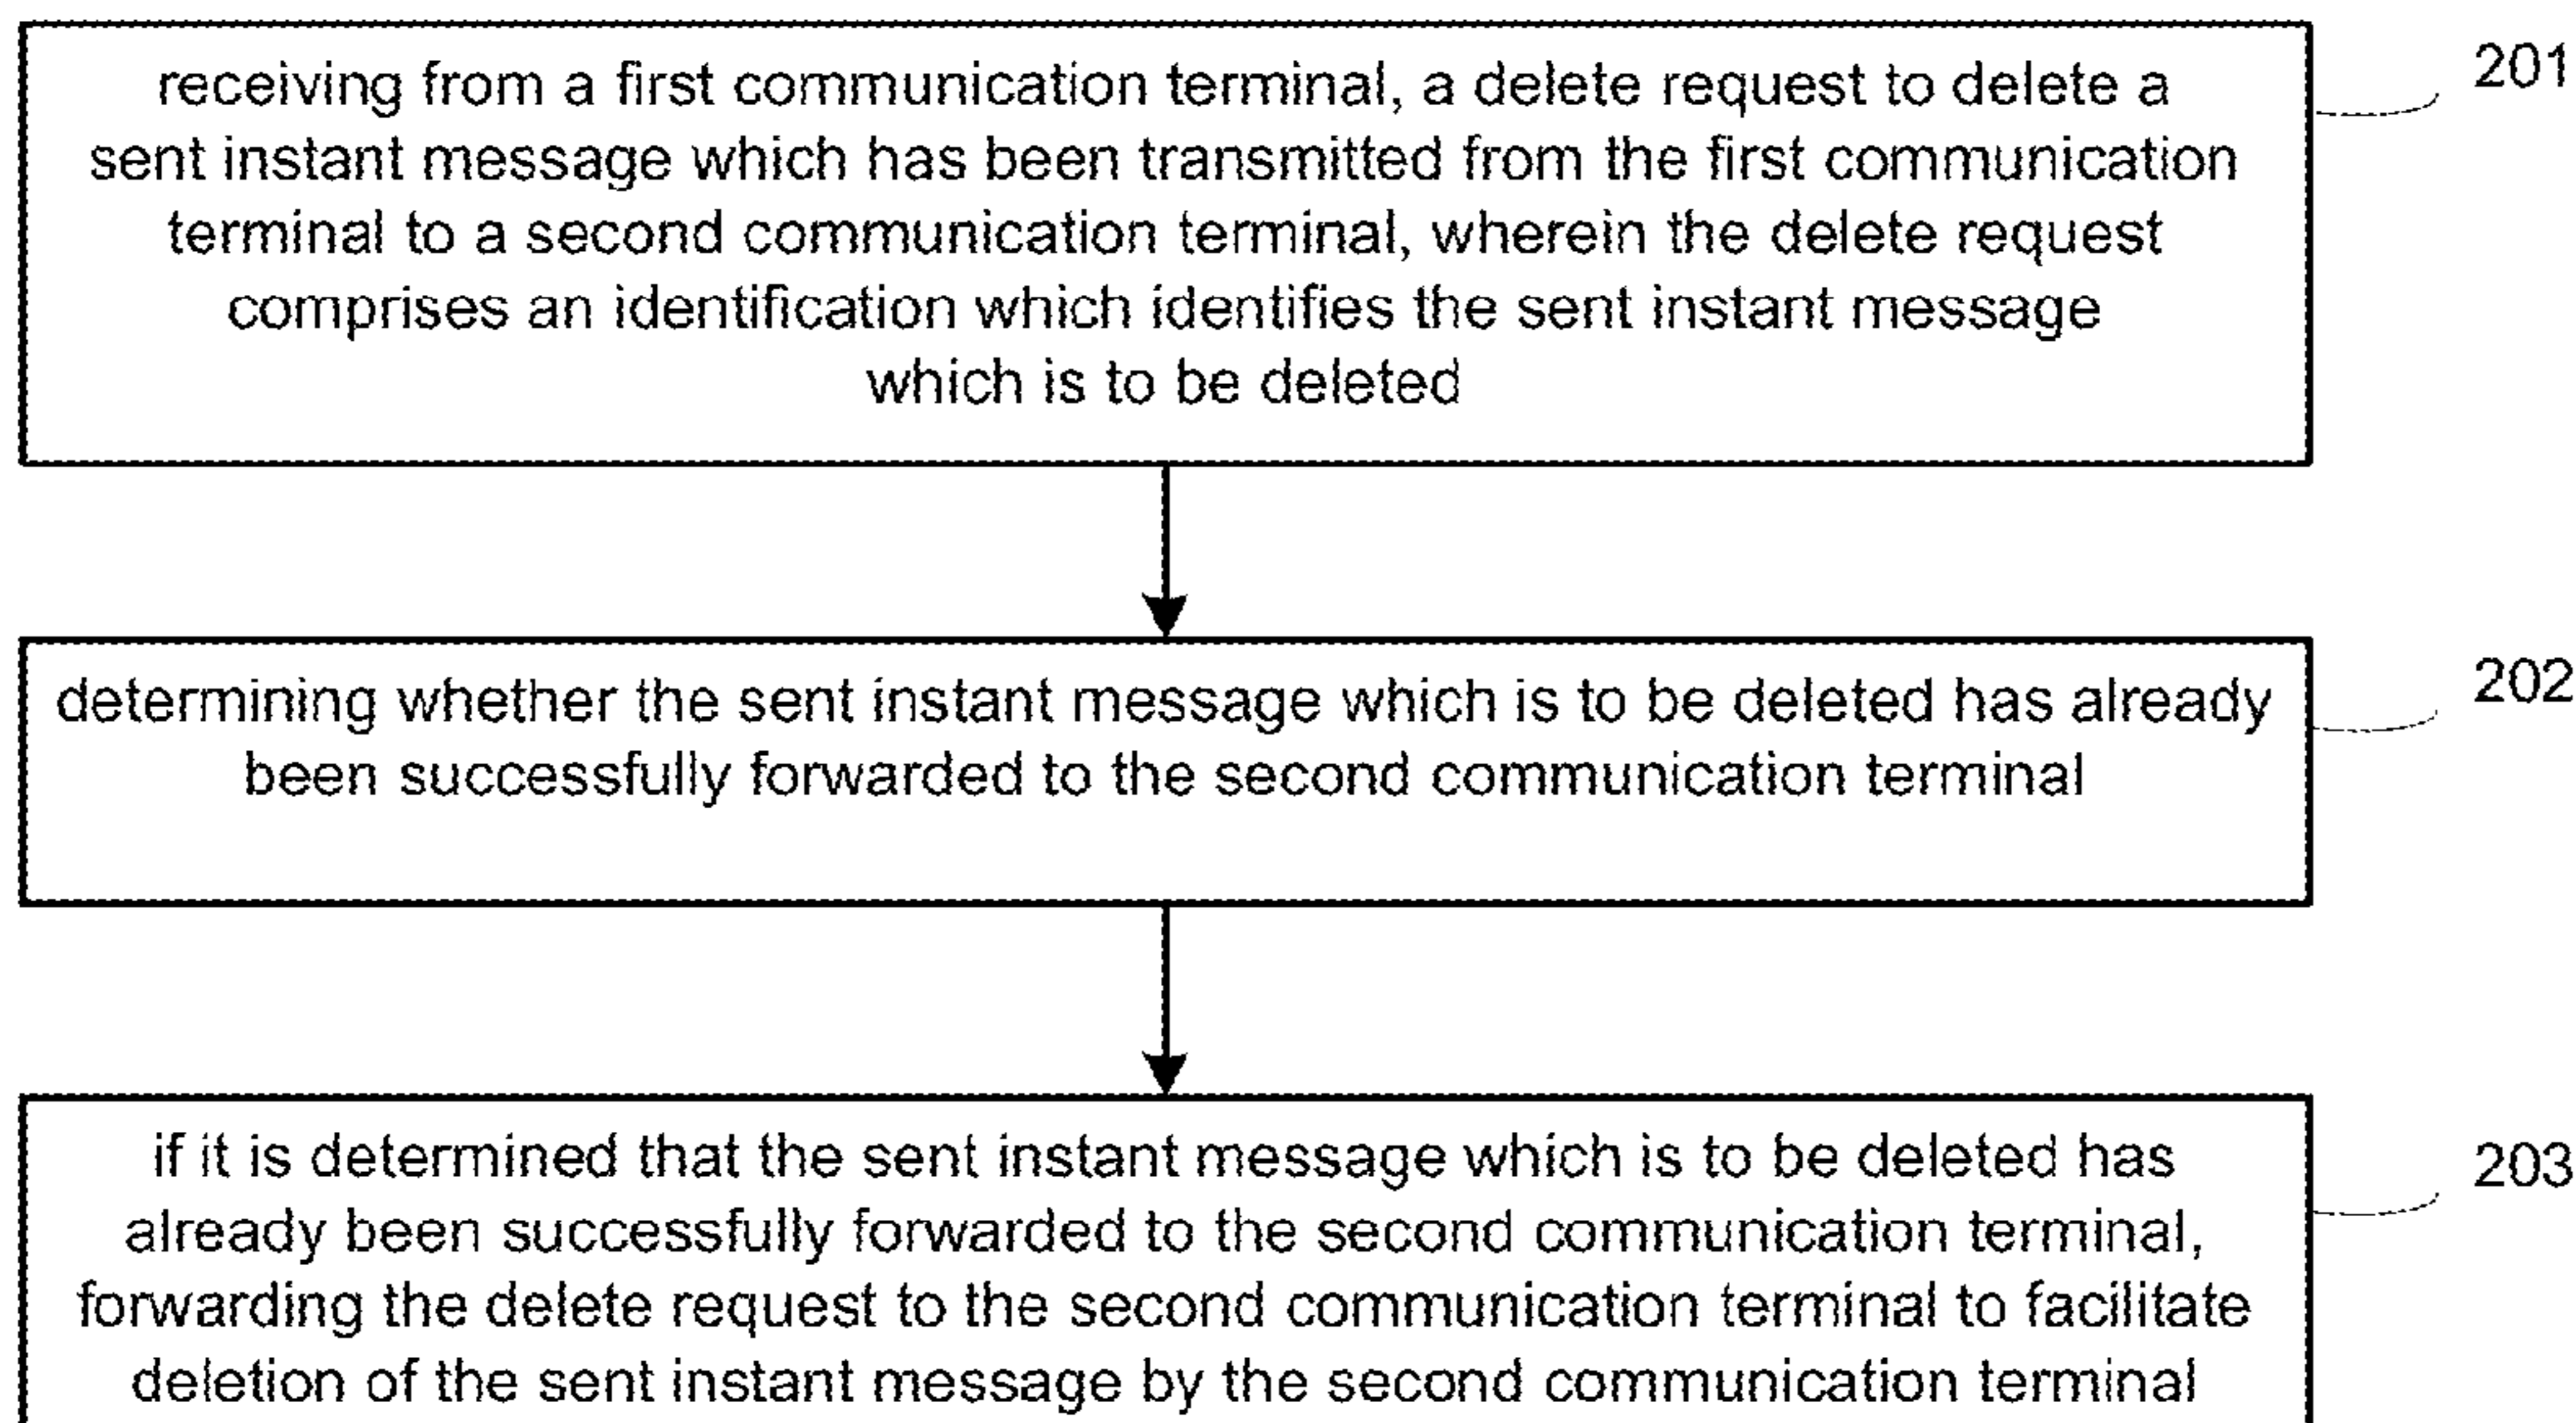 receiving from a first communication terminal, a delete request to delete a
sent instant message which has been transmitted from the first communication
terminal to a second communication terminal, wherein the delete request
comprises an identification which identifies the sent instant message
which is to be deleted
201
determining whether the sent instant message which is to be deleted has already
been successfully forwarded to the second communication terminal
202
if it is determined that the sent instant message which is to be deleted has
already been successfully forwarded to the second communication terminal,
forwarding the delete request to the second communication terminal to facilitate
deletion of the sent instant message by the second communication terminal
203